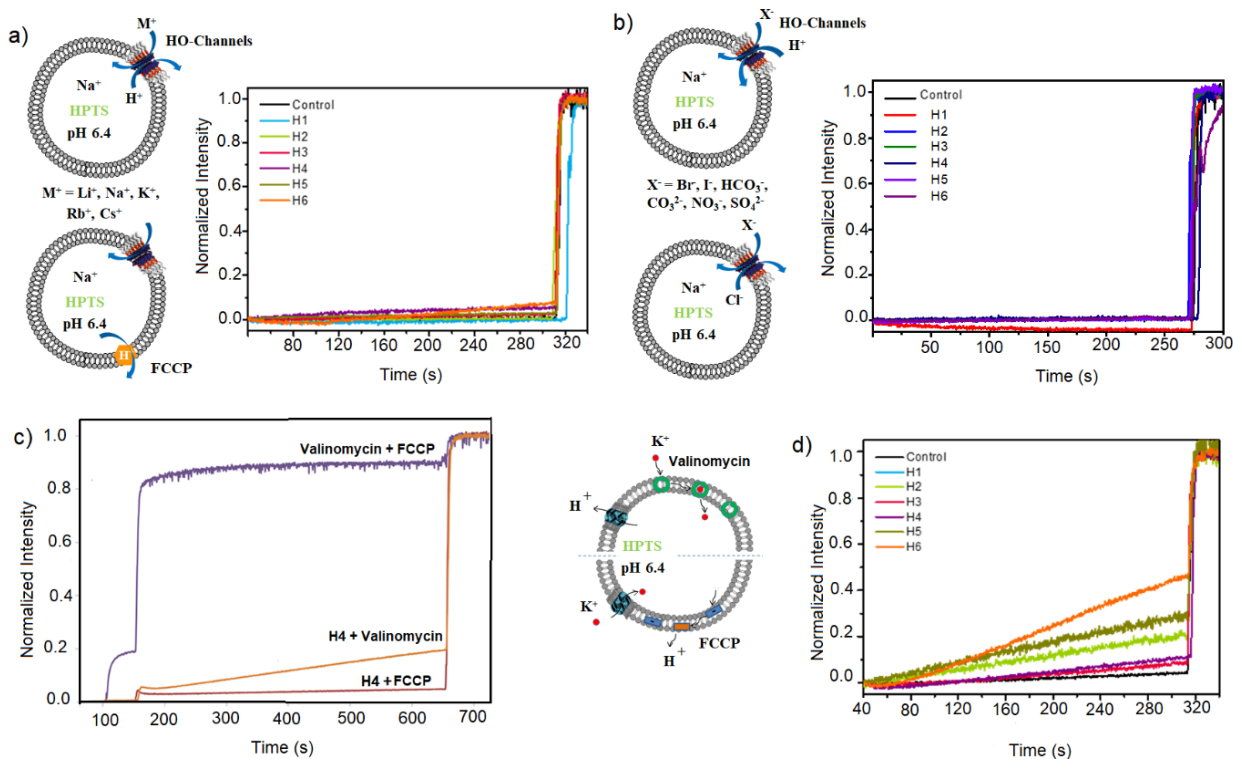 a)
M⁺
HO-Channels
Na⁺
HPTS
pH 6.4
H⁺
M⁺ = Li⁺, Na⁺, K⁺,
Rb⁺, Cs⁺
Na⁺
HPTS
pH 6.4
H
FCCP
Normalized Intensity
1.0
0.8
0.6
0.4
0.2
0.0
Control
H1
H2
H3
H4
H5
H6
80 120 160 200 240 280 320
Time (s)
b)
X⁻
HO-Channels
H⁺
Na⁺
HPTS
pH 6.4
X⁻ = Br⁻, I⁻, HCO₃⁻,
CO₃²⁻, NO₃⁻, SO₄²⁻
X⁻
Na⁺
Cl⁻
HPTS
pH 6.4
Normalized Intensity
1.0
0.8
0.6
0.4
0.2
0.0
Control
H1
H2
H3
H4
H5
H6
50 100 150 200 250 300
Time (s)
c)
Normalized Intensity
1.0
0.8
0.6
0.4
0.2
0.0
Valinomycin + FCCP
H4 + Valinomycin
H4 + FCCP
100 200 300 400 500 600 700
Time (s)
K⁺
Valinomycin
H⁺
HPTS
pH 6.4
K⁺
FCCP
H⁺
d)
Normalized Intensity
1.0
0.8
0.6
0.4
0.2
0.0
Control
H1
H2
H3
H4
H5
H6
40 80 120 160 200 240 280 320
Time (s)